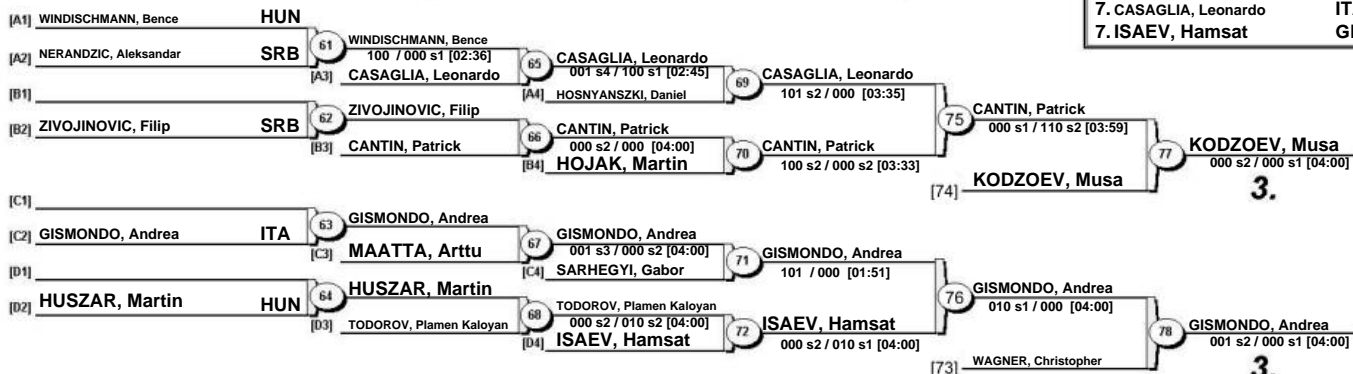 7. CASAGLIA, Leonardo ITA
7. ISAEV, Hamsat
[A1] WINDISCHMANN, Bence HUN
[A2] NERANDZIC, Aleksandar SRB
61 WINDISCHMANN, Bence
100 / 000 s1 [02:36]
[A3] CASAGLIA, Leonardo
65 CASAGLIA, Leonardo
001 s4 / 100 s1 [02:45]
[A4] HOSNYANSZKI, Daniel
69 CASAGLIA, Leonardo
101 s2 / 000 [03:35]
[B1]
[B2] ZIVOJINOVIC, Filip SRB
62 ZIVOJINOVIC, Filip
[B3] CANTIN, Patrick
66 CANTIN, Patrick
000 s2 / 000 [04:00]
[B4] HOJAK, Martin
70 CANTIN, Patrick
100 s2 / 000 s2 [03:33]
75 CANTIN, Patrick
000 s1 / 110 s2 [03:59]
[74] KODZOEV, Musa
77 KODZOEV, Musa
000 s2 / 000 s1 [04:00]
3.
[C1]
[C2] GISMONDO, Andrea ITA
63 GISMONDO, Andrea
[C3] MAATTA, Arttu
67 GISMONDO, Andrea
001 s3 / 000 s2 [04:00]
[C4] SARHEGYI, Gabor
71 GISMONDO, Andrea
101 / 000 [01:51]
[D1]
[D2] HUSZAR, Martin HUN
64 HUSZAR, Martin
[D3] TODOROV, Plamen Kaloyan
68 TODOROV, Plamen Kaloyan
000 s2 / 010 s2 [04:00]
[D4] ISAEV, Hamsat
72 ISAEV, Hamsat
000 s2 / 010 s1 [04:00]
76 GISMONDO, Andrea
010 s1 / 000 [04:00]
[73] WAGNER, Christopher
78 GISMONDO, Andrea
001 s2 / 000 s1 [04:00]
3.